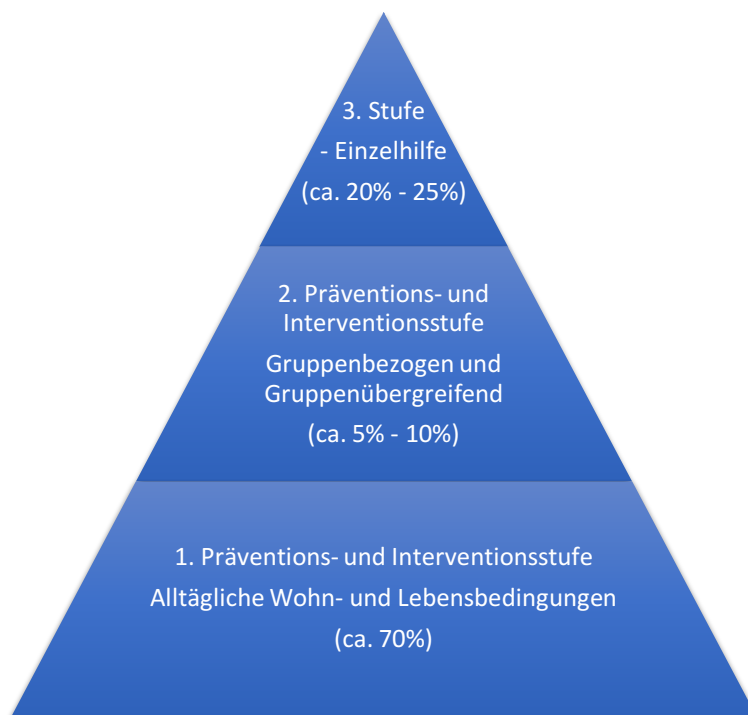 3. Stufe
- Einzelhilfe
(ca. 20% - 25%)
2. Präventions- und
Interventionsstufe
Gruppenbezogen und
Gruppenübergreifend
(ca. 5% - 10%)
1. Präventions- und Interventionsstufe
Alltägliche Wohn- und Lebensbedingungen
(ca. 70%)